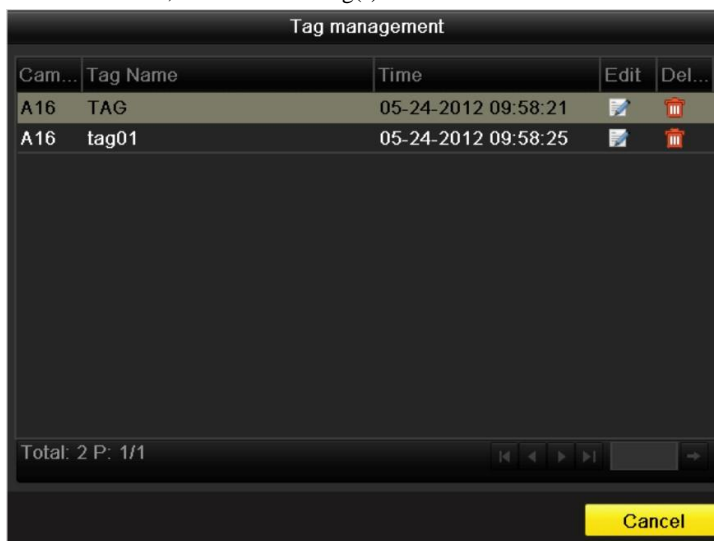 Tag management
Cam... Tag Name Time Edit Del...
A16 TAG 05-24-2012 09:58:21
A16 tag01 05-24-2012 09:58:25
Total: 2 P: 1/1
Cancel